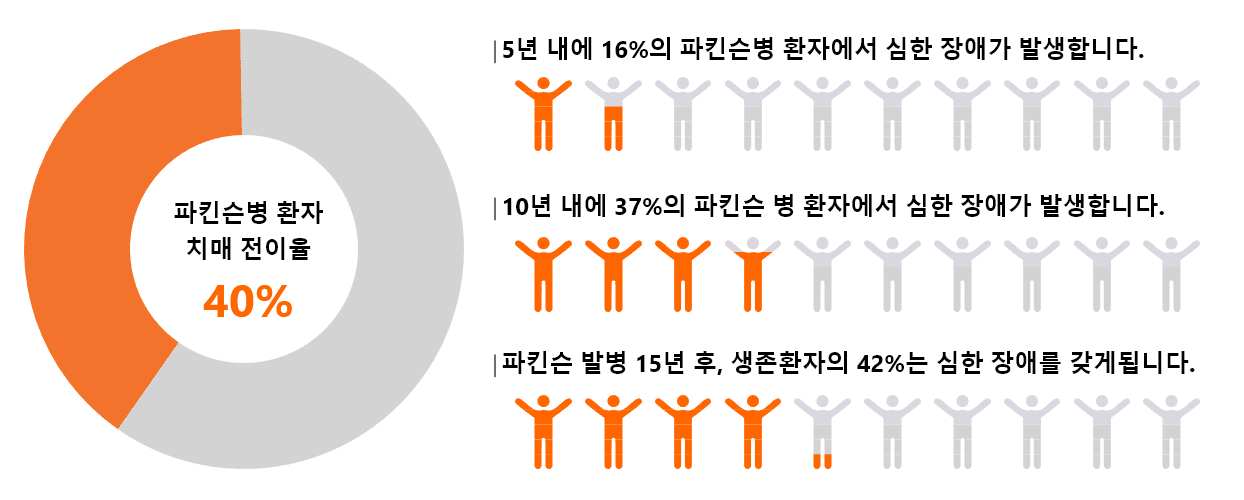 파킨슨병 환자
치매 전이율
40%
5년 내에 16%의 파킨슨병 환자에서 심한 장애가 발생합니다.
10년 내에 37%의 파킨슨 병 환자에서 심한 장애가 발생합니다.
파킨슨 발병 15년 후, 생존환자의 42%는 심한 장애를 갖게됩니다.